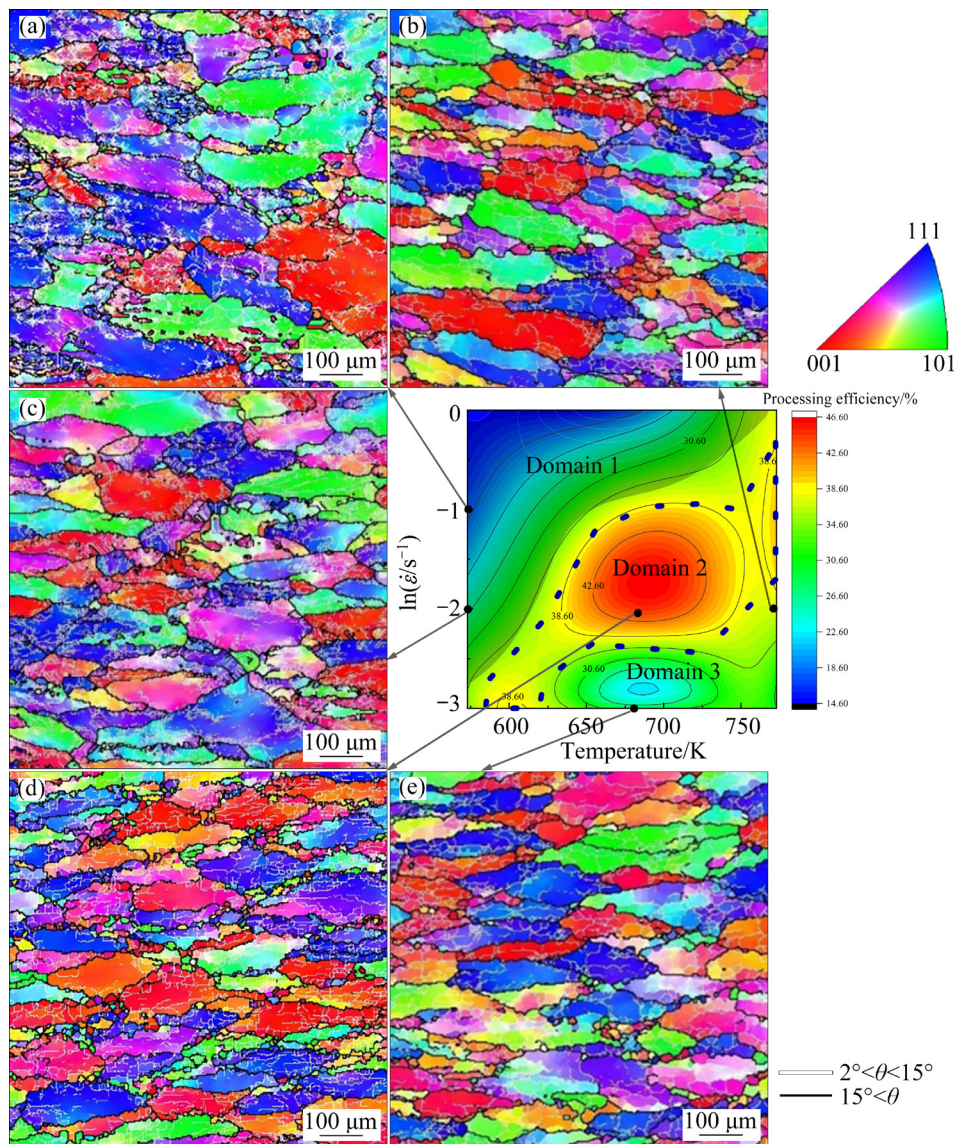 (a)
(b)
100 μm
100 μm
111
001
101
(c)
100 μm
Processing efficiency/%
0
−1
−2
−3
ln(ε̇/s⁻¹)
30.60
Domain 1
38.6
Domain 2
42.60
38.60
Domain 3
30.60
38.60
600
650
700
750
Temperature/K
46.60
42.60
38.60
34.60
30.60
26.60
22.60
18.60
14.60
(d)
(e)
100 μm
100 μm
2°<θ<15°
15°<θ